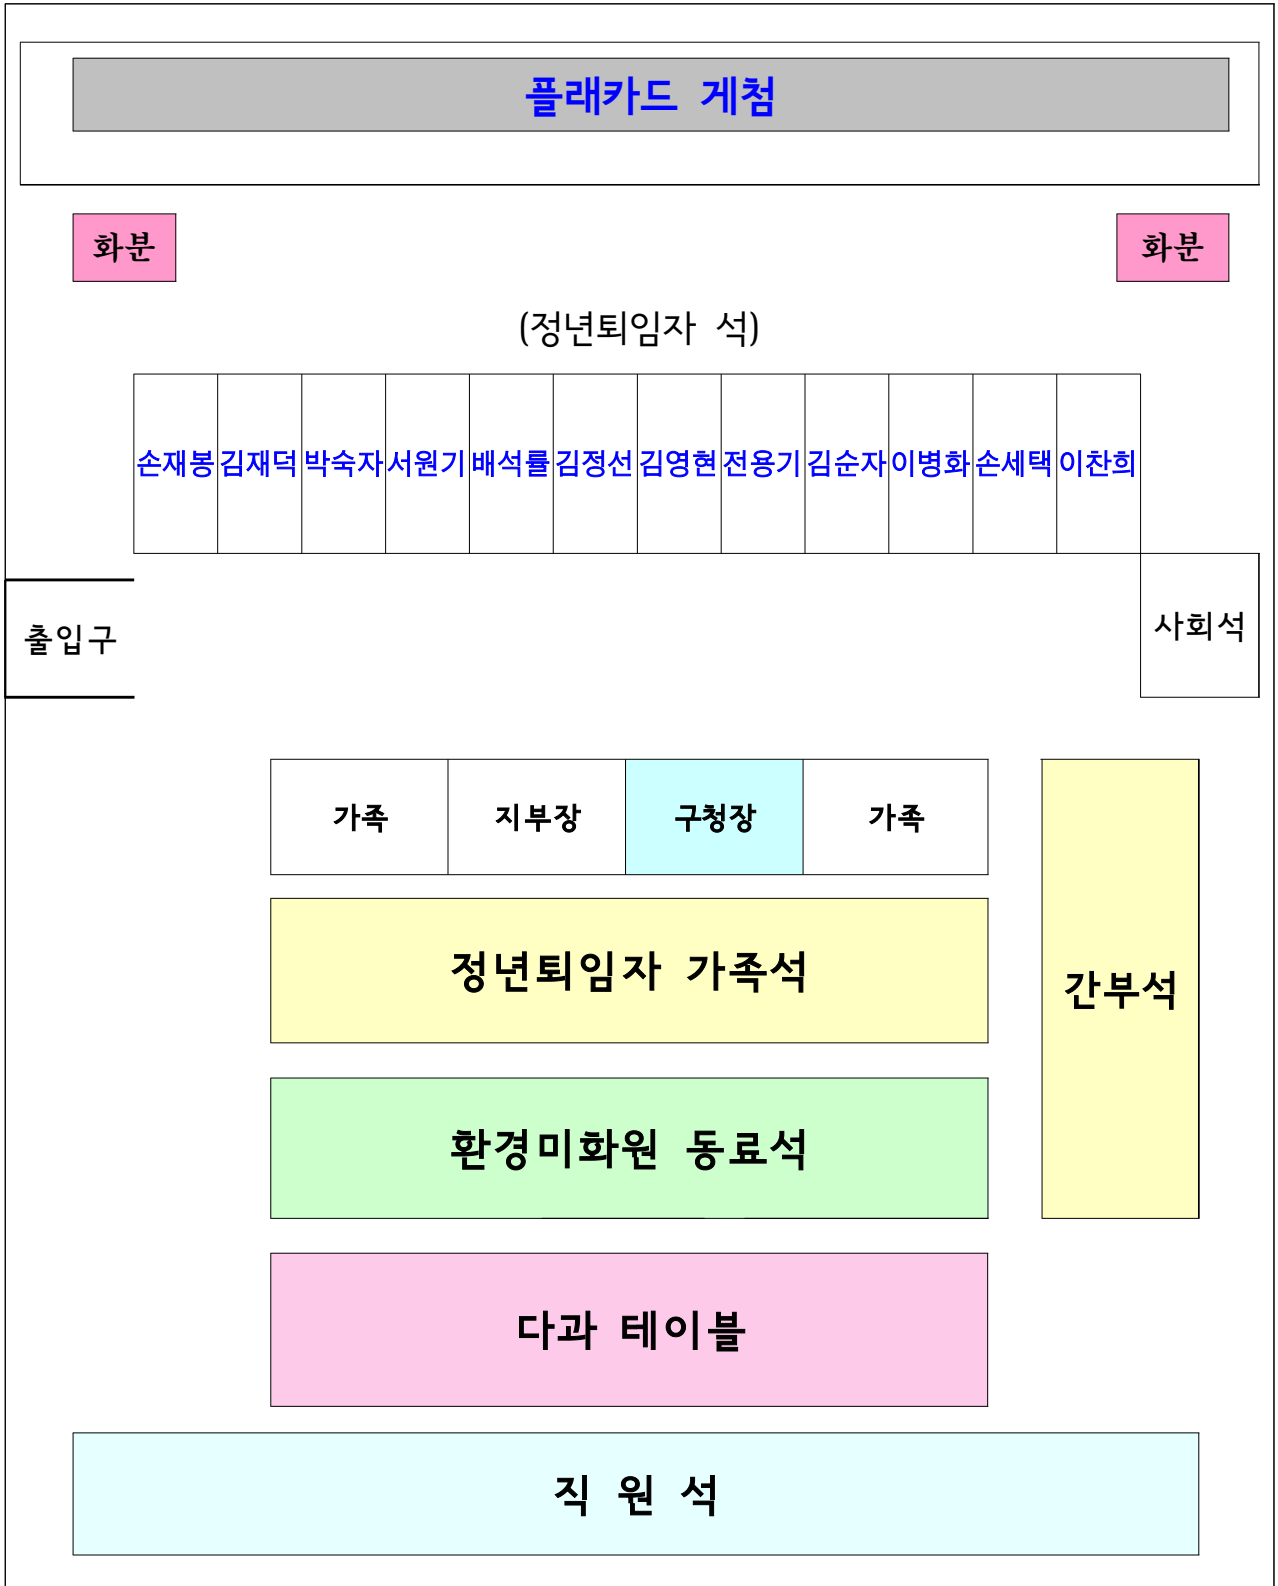 플래카드 게첨
화분 화분
(정년퇴임자 석)
손재봉 김재덕 박숙자 서원기 배석률 김정선 김영현 전용기 김순자 이병화 손세택 이찬희
출입구 사회석
가족 지부장 구청장 가족
정년퇴임자 가족석
간부석
환경미화원 동료석
다과 테이블
직 원 석